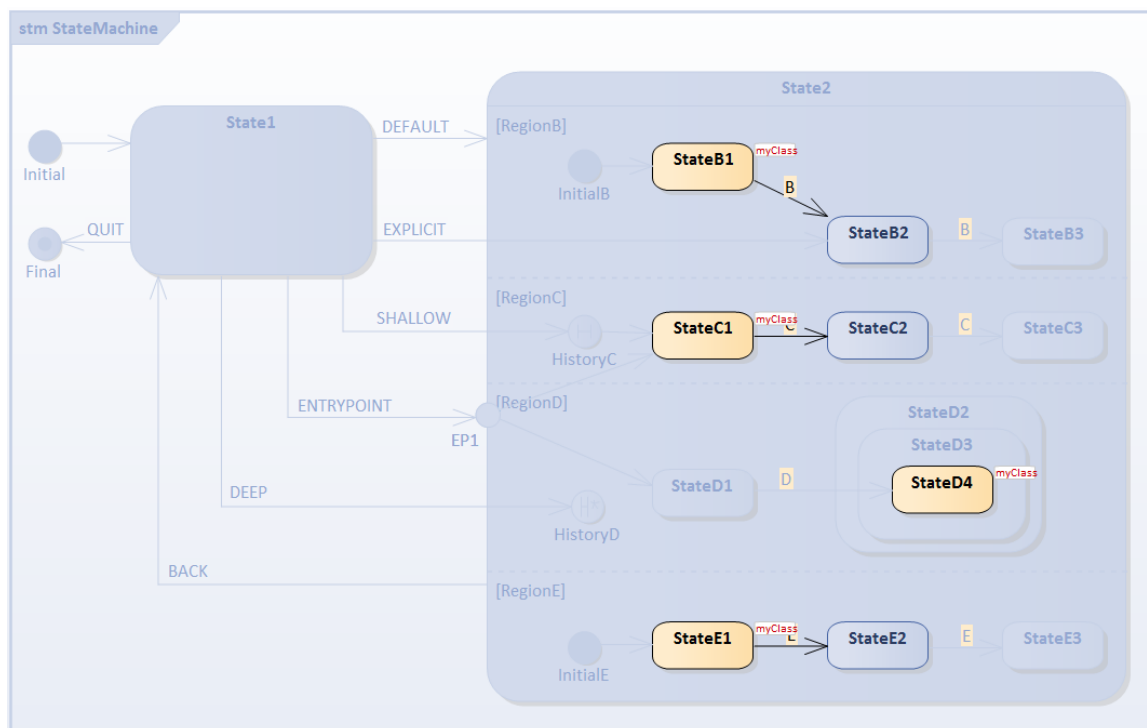 stm StateMachine
State2
State1
DEFAULT
[RegionB]
StateB1
myClass
Initial
InitialB
B
QUIT
EXPLICIT
StateB2
B
StateB3
Final
[RegionC]
SHALLOW
H
StateC1
myClass
C
StateC2
C
StateC3
HistoryC
ENTRYPOINT
[RegionD]
StateD2
EP1
StateD3
StateD1
D
StateD4
myClass
DEEP
H*
HistoryD
BACK
[RegionE]
StateE1
myClass
E
StateE2
E
StateE3
InitialE